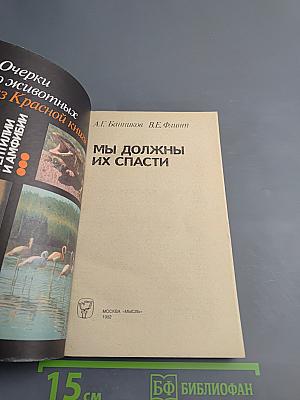 Очерки
о животных
из Красной книги
РЕПТИЛИИ
И АМФИБИИ
А.Г. Банников В.Е. Флинт
МЫ ДОЛЖНЫ
ИХ СПАСТИ
МОСКВА «МЫСЛЬ»
1982
15 см
БФ БИБЛИОФАН